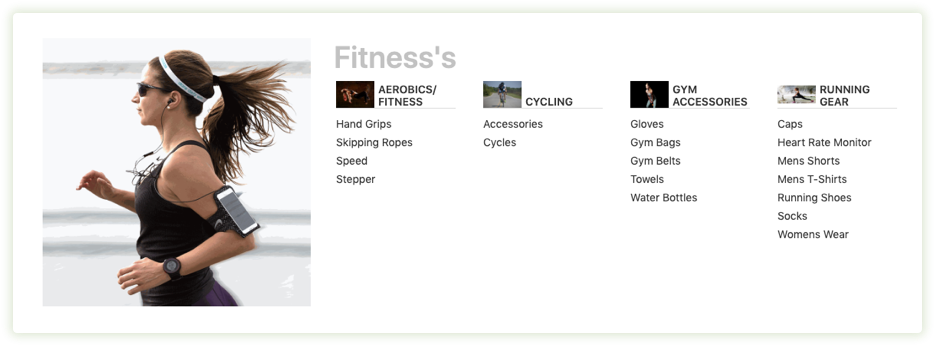 Fitness's
AEROBICS/
FITNESS
Hand Grips
Skipping Ropes
Speed
Stepper
CYCLING
Accessories
Cycles
GYM
ACCESSORIES
Gloves
Gym Bags
Gym Belts
Towels
Water Bottles
RUNNING
GEAR
Caps
Heart Rate Monitor
Mens Shorts
Mens T-Shirts
Running Shoes
Socks
Womens Wear